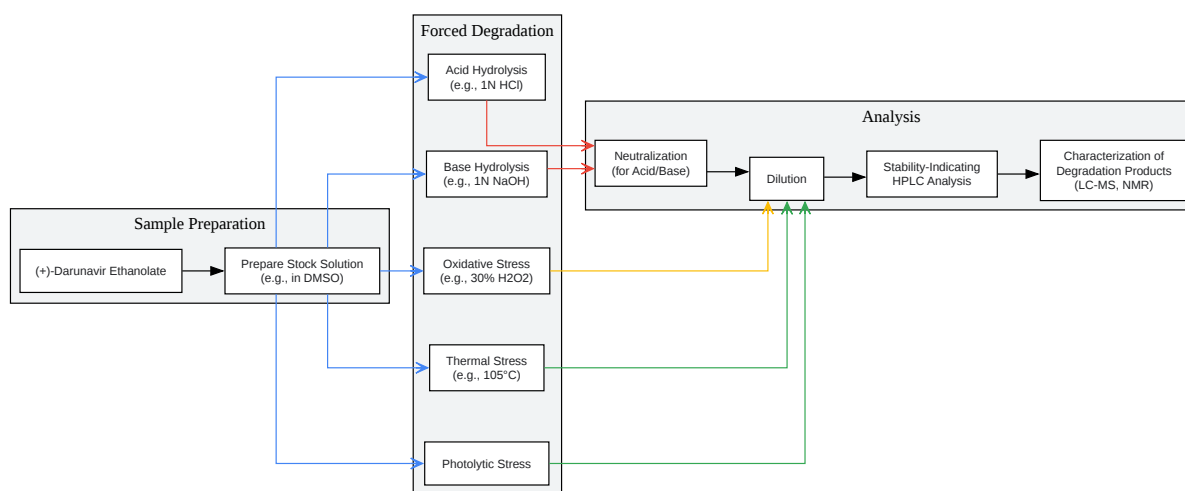 Forced Degradation
Acid Hydrolysis
(e.g., 1N HCl)
Base Hydrolysis
(e.g., 1N NaOH)
Oxidative Stress
(e.g., 30% H2O2)
Thermal Stress
(e.g., 105°C)
Photolytic Stress
Sample Preparation
(+)-Darunavir Ethanolate
Prepare Stock Solution
(e.g., in DMSO)
Analysis
Neutralization
(for Acid/Base)
Dilution
Stability-Indicating
HPLC Analysis
Characterization of
Degradation Products
(LC-MS, NMR)